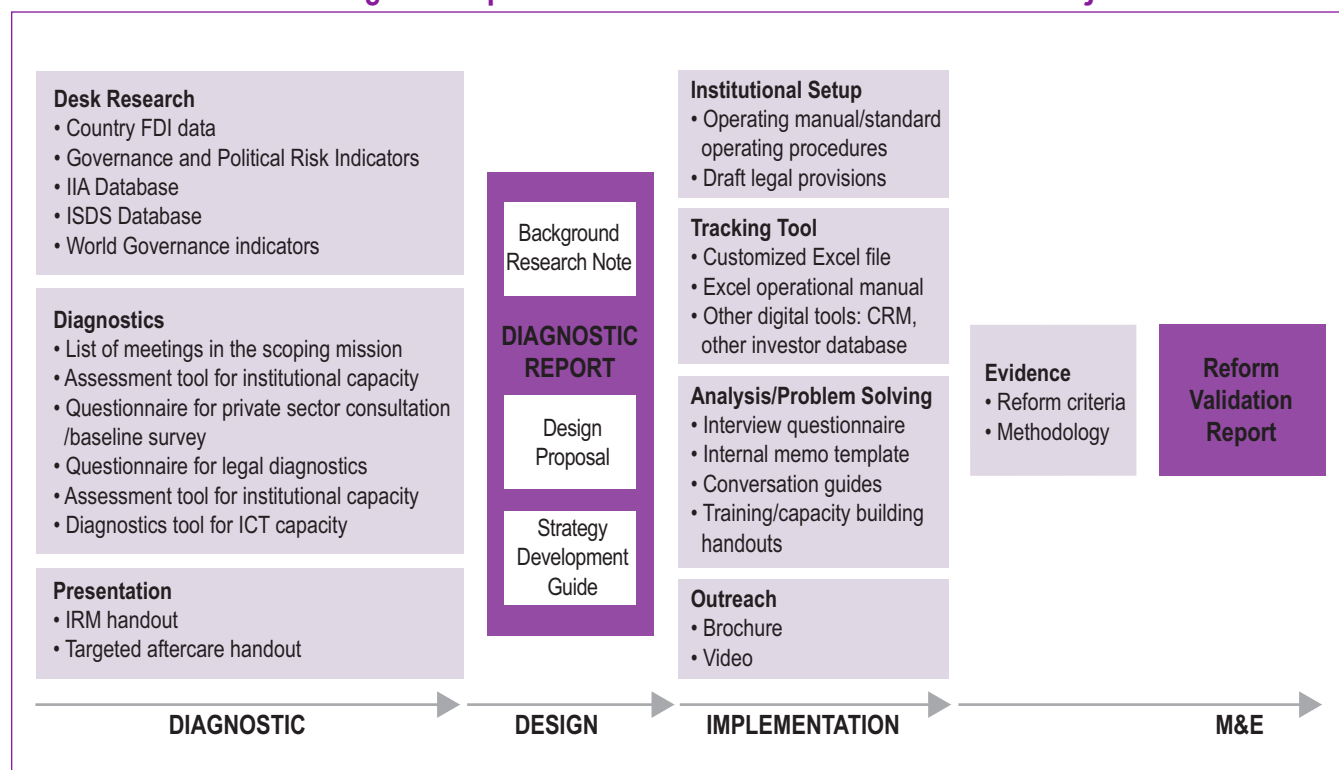 Desk Research
• Country FDI data
• Governance and Political Risk Indicators
• IIA Database
• ISDS Database
• World Governance indicators
Diagnostics
• List of meetings in the scoping mission
• Assessment tool for institutional capacity
• Questionnaire for private sector consultation
/baseline survey
• Questionnaire for legal diagnostics
• Assessment tool for institutional capacity
• Diagnostics tool for ICT capacity
Presentation
• IRM handout
• Targeted aftercare handout
Background
Research Note
DIAGNOSTIC
REPORT
Design
Proposal
Strategy
Development
Guide
Institutional Setup
• Operating manual/standard
operating procedures
• Draft legal provisions
Tracking Tool
• Customized Excel file
• Excel operational manual
• Other digital tools: CRM,
other investor database
Analysis/Problem Solving
• Interview questionnaire
• Internal memo template
• Conversation guides
• Training/capacity building
handouts
Outreach
• Brochure
• Video
Evidence
• Reform criteria
• Methodology
Reform
Validation
Report
DIAGNOSTIC
DESIGN
IMPLEMENTATION
M&E